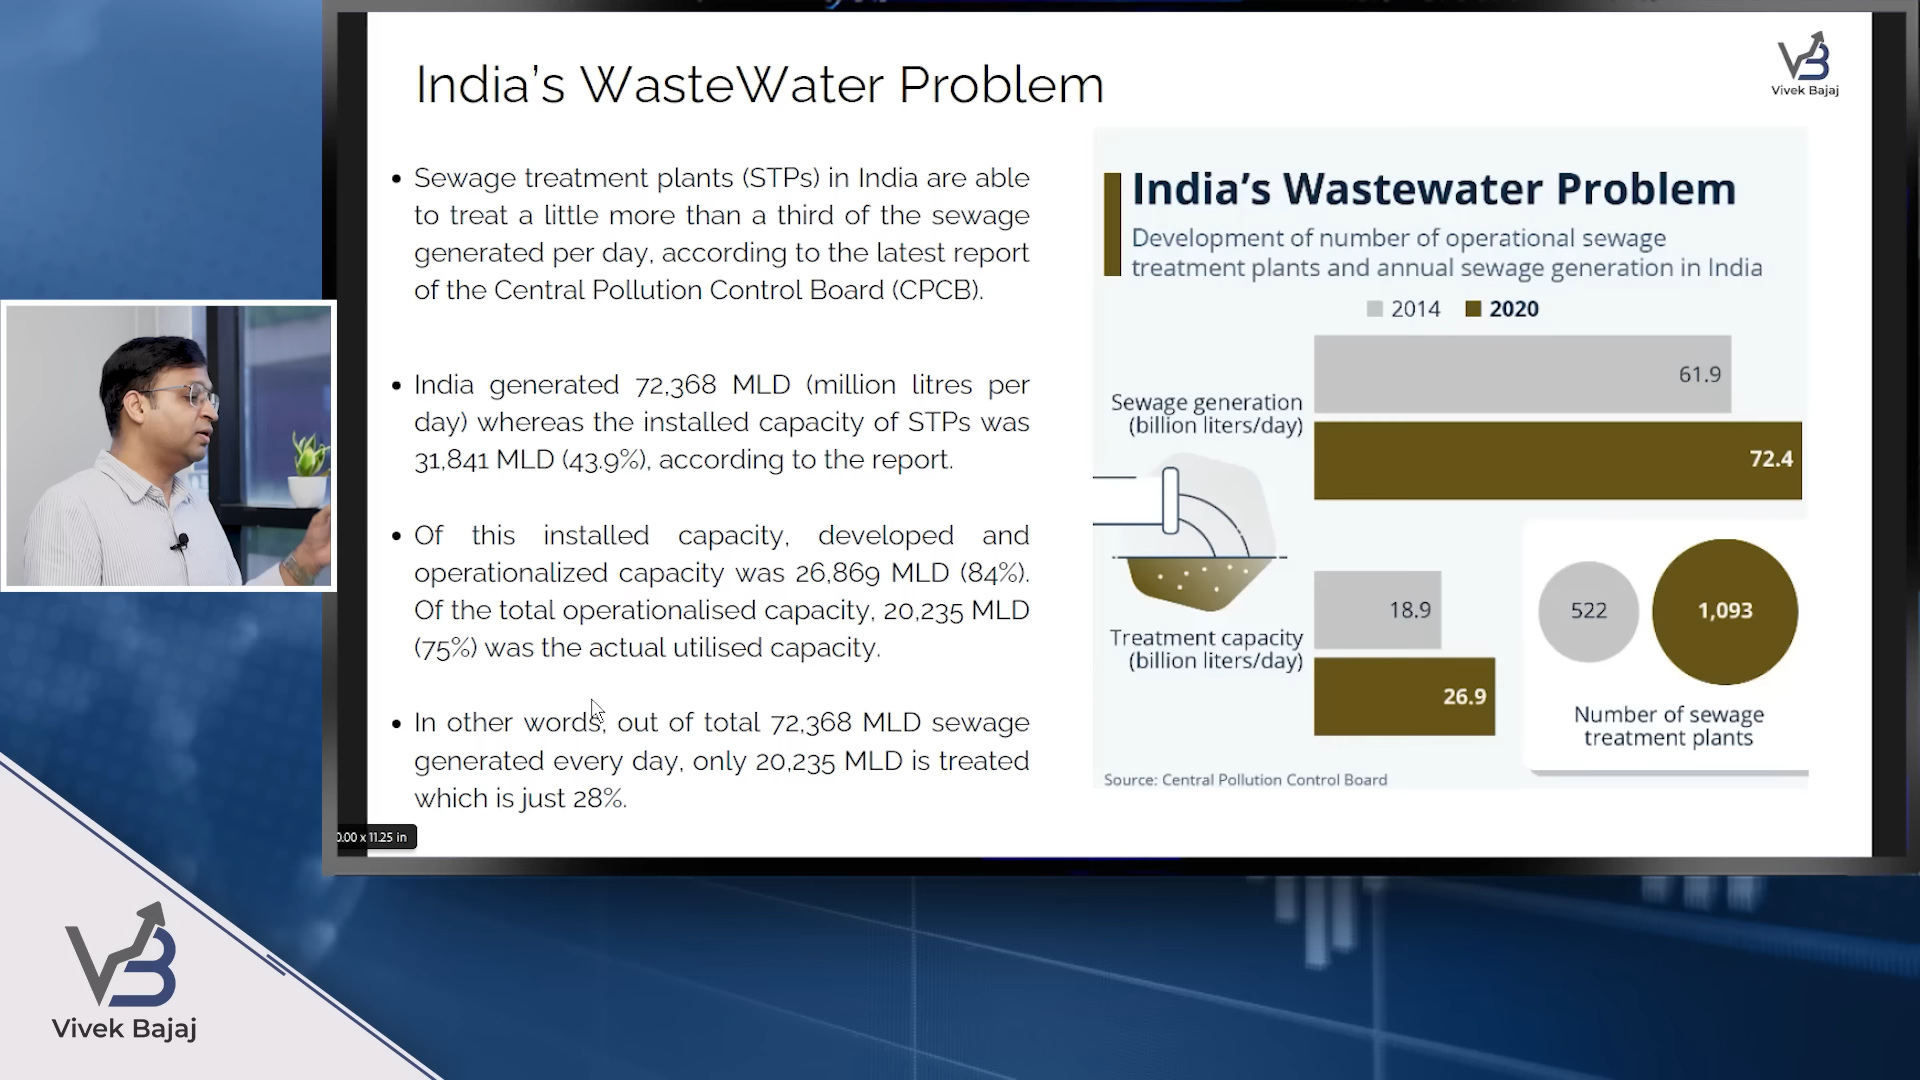 India's WasteWater Problem
Vivek Bajaj
• Sewage treatment plants (STPs) in India are able
to treat a little more than a third of the sewage
generated per day, according to the latest report
of the Central Pollution Control Board (CPCB).
• India generated 72,368 MLD (million litres per
day) whereas the installed capacity of STPs was
31,841 MLD (43.9%), according to the report.
• Of this installed capacity, developed and
operationalized capacity was 26,869 MLD (84%).
Of the total operationalised capacity, 20,235 MLD
(75%) was the actual utilised capacity.
• In other words, out of total 72,368 MLD sewage
generated every day, only 20,235 MLD is treated
which is just 28%.
India's Wastewater Problem
Development of number of operational sewage
treatment plants and annual sewage generation in India
2014 2020
Sewage generation
(billion liters/day)
61.9
72.4
Treatment capacity
(billion liters/day)
18.9
26.9
522 1,093
Number of sewage
treatment plants
Source: Central Pollution Control Board
0.00 x 11.25 in
VB
Vivek Bajaj